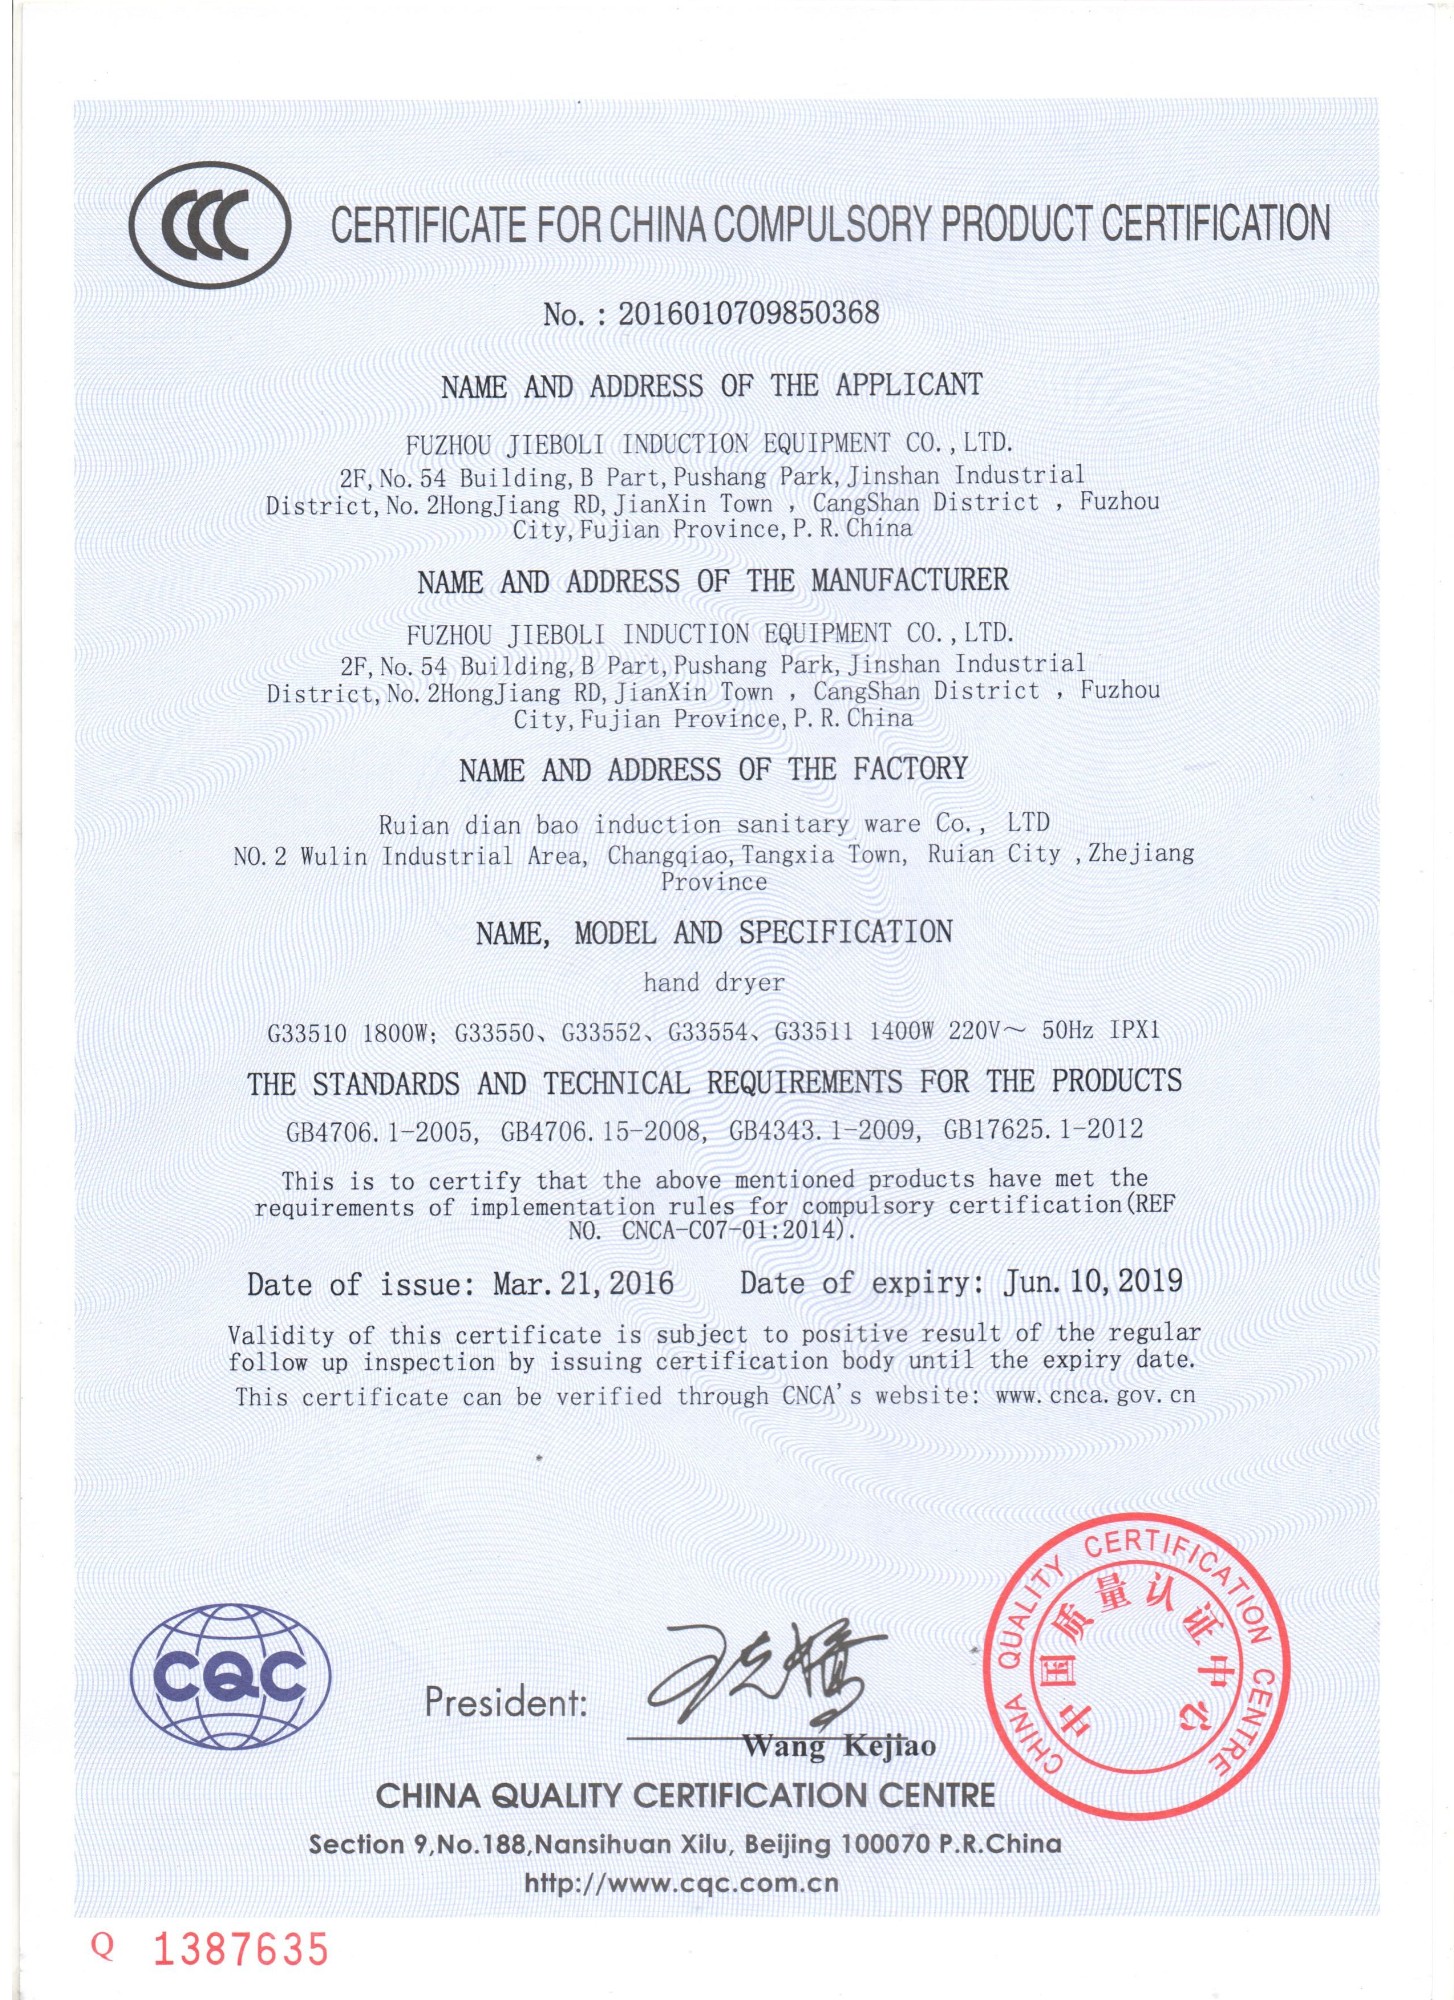 CCC
CERTIFICATE FOR CHINA COMPULSORY PRODUCT CERTIFICATION
No.: 2016010709850368
NAME AND ADDRESS OF THE APPLICANT
FUZHOU JIEBOLI INDUCTION EQUIPMENT CO.,LTD.
2F,No.54 Building,B Part,Pushang Park,Jinshan Industrial
District,No.2HongJiang RD,JianXin Town , CangShan District , Fuzhou
City,Fujian Province,P.R.China
NAME AND ADDRESS OF THE MANUFACTURER
FUZHOU JIEBOLI INDUCTION EQUIPMENT CO.,LTD.
2F,No.54 Building,B Part,Pushang Park,Jinshan Industrial
District,No.2HongJiang RD,JianXin Town , CangShan District , Fuzhou
City,Fujian Province,P.R.China
NAME AND ADDRESS OF THE FACTORY
Ruian dian bao induction sanitary ware Co., LTD
NO.2 Wulin Industrial Area, Changqiao,Tangxia Town, Ruian City ,Zhejiang
Province
NAME, MODEL AND SPECIFICATION
hand dryer
G33510 1800W; G33550、G33552、G33554、G33511 1400W 220V～ 50Hz IPX1
THE STANDARDS AND TECHNICAL REQUIREMENTS FOR THE PRODUCTS
GB4706.1-2005, GB4706.15-2008, GB4343.1-2009, GB17625.1-2012
This is to certify that the above mentioned products have met the
requirements of implementation rules for compulsory certification(REF
NO. CNCA-C07-01:2014).
Date of issue: Mar.21,2016 Date of expiry: Jun.10,2019
Validity of this certificate is subject to positive result of the regular
follow up inspection by issuing certification body until the expiry date.
This certificate can be verified through CNCA's website: www.cnca.gov.cn
CHINA QUALITY CERTIFICATION CENTRE
中国质量认证中心
CQC
President:
王克娇
Wang Kejiao
CHINA QUALITY CERTIFICATION CENTRE
Section 9,No.188,Nansihuan Xilu, Beijing 100070 P.R.China
http://www.cqc.com.cn
Q 1387635